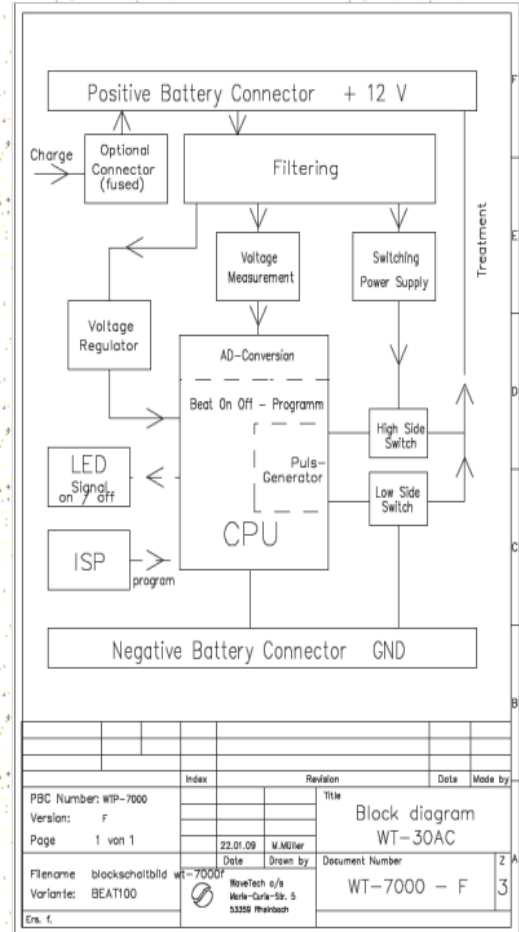 Positive Battery Connector + 12 V
Charge
Optional
Connector
(fused)
Filtering
Treatment
Voltage
Measurement
Switching
Power Supply
Voltage
Regulator
AD-Conversion
Beat On Off - Programm
Puls-
Generator
High Side
Switch
Low Side
Switch
LED
Signal
on / off
CPU
ISP
program
Negative Battery Connector GND
F
E
D
C
B
A
Index
Revision
Date
Made by
PBC Number: WTP-7000
Version: F
Page 1 von 1
Title
Block diagram
WT-30AC
22.01.09 W.Müller
Date Drawn by
Document Number
WT-7000 - F
Z
3
Filename blockschaltbild wt-7000f
Variante: BEAT100
WaveTech o/s
Marie-Curie-Str. 5
53359 Rheinbach
Ers. f.